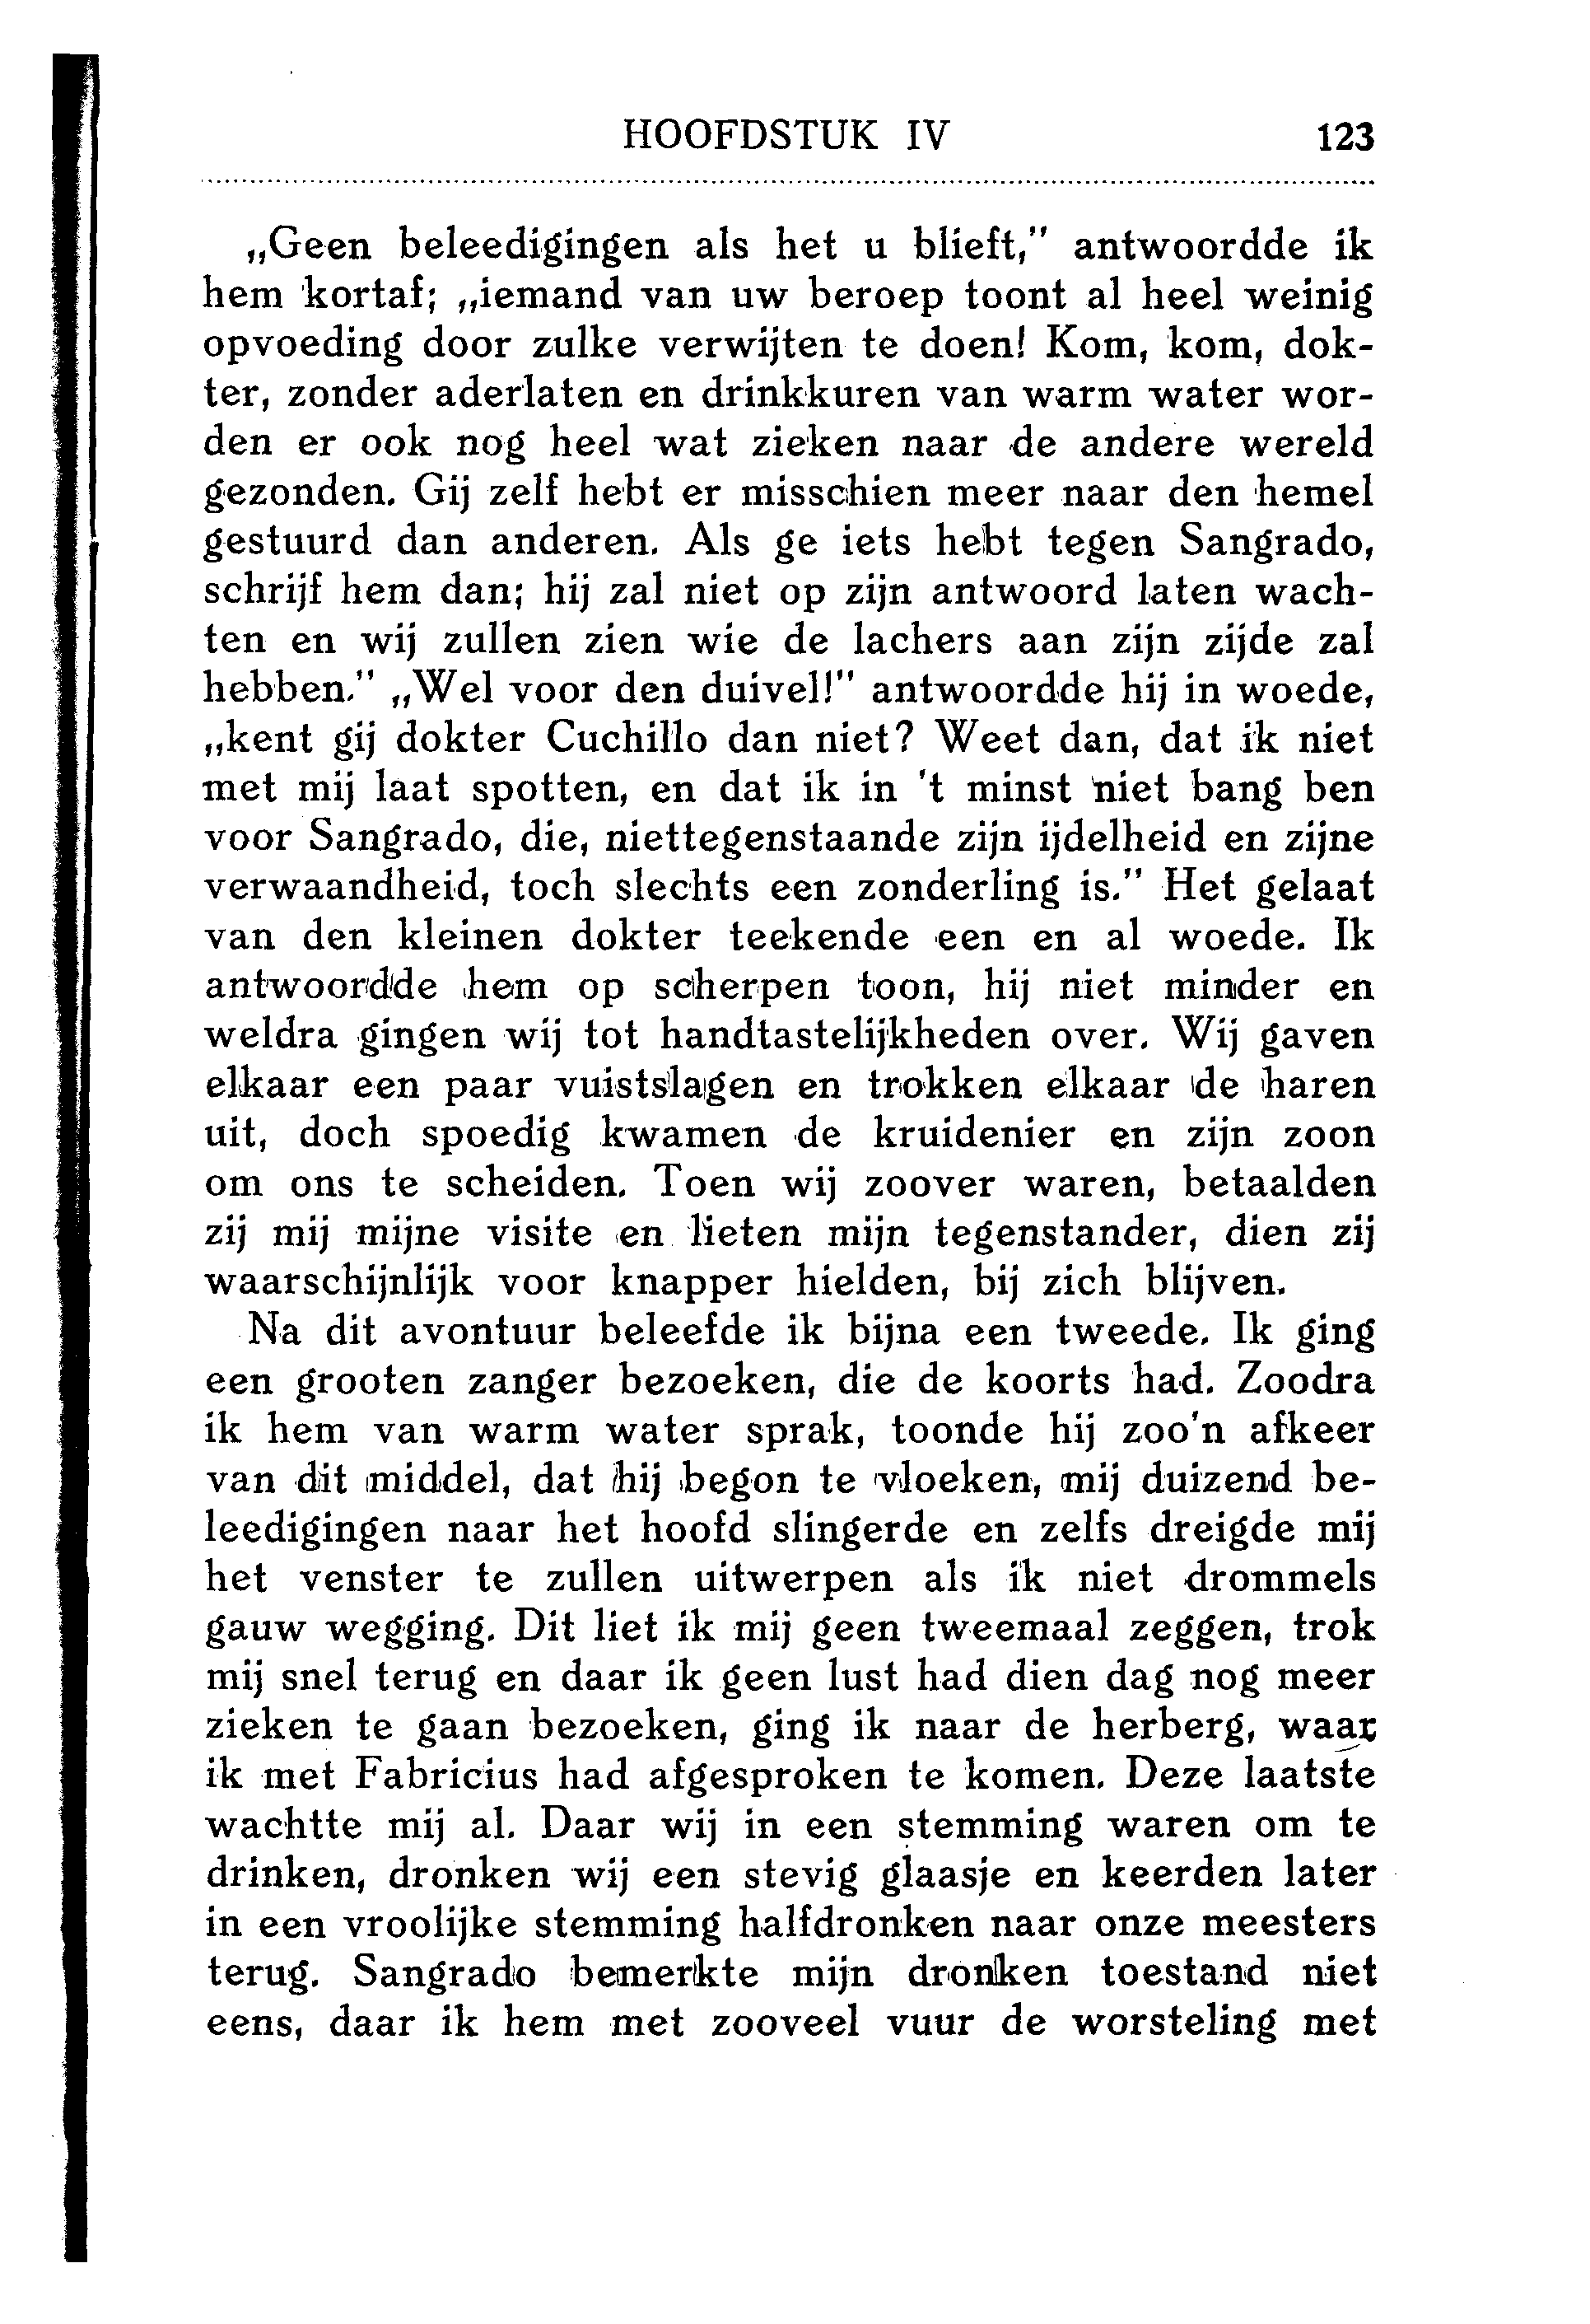 HOOFDSTUK IV 123
„Geen beleedigingen als het u blieft," antwoordde ik
hem kortaf; „iemand van uw beroep toont al heel weinig
opvoeding door zulke verwijten te doen! Kom, kom, dok-
ter, zonder aderlaten en drinkkuren van warm water wor-
den er ook nog heel wat zieken naar de andere wereld
gezonden. Gij zelf hebt er misschien meer naar den hemel
gestuurd dan anderen. Als ge iets hebt tegen Sangrado,
schrijf hem dan; hij zal niet op zijn antwoord laten wach-
ten en wij zullen zien wie de lachers aan zijn zijde zal
hebben." „Wel voor den duivel!" antwoordde hij in woede,
„kent gij dokter Cuchillo dan niet? Weet dan, dat ik niet
met mij laat spotten, en dat ik in 't minst niet bang ben
voor Sangrado, die, niettegenstaande zijn ijdelheid en zijne
verwaandheid, toch slechts een zonderling is." Het gelaat
van den kleinen dokter teekende een en al woede. Ik
antwoordde hem op scherpen toon, hij niet minder en
weldra gingen wij tot handtastelijkheden over. Wij gaven
elkaar een paar vuistslagen en trokken elkaar de haren
uit, doch spoedig kwamen de kruidenier en zijn zoon
om ons te scheiden. Toen wij zoover waren, betaalden
zij mij mijne visite en lieten mijn tegenstander, dien zij
waarschijnlijk voor knapper hielden, bij zich blijven.
Na dit avontuur beleefde ik bijna een tweede. Ik ging
een grooten zanger bezoeken, die de koorts had. Zoodra
ik hem van warm water sprak, toonde hij zoo'n afkeer
van dit middel, dat hij begon te vloeken, mij duizend be-
leedigingen naar het hoofd slingerde en zelfs dreigde mij
het venster te zullen uitwerpen als ik niet drommels
gauw wegging. Dit liet ik mij geen tweemaal zeggen, trok
mij snel terug en daar ik geen lust had dien dag nog meer
zieken te gaan bezoeken, ging ik naar de herberg, waar
ik met Fabricius had afgesproken te komen. Deze laatste
wachtte mij al. Daar wij in een stemming waren om te
drinken, dronken wij een stevig glaasje en keerden later
in een vroolijke stemming halfdronken naar onze meesters
terug. Sangrado bemerkte mijn dronken toestand niet
eens, daar ik hem met zooveel vuur de worsteling met